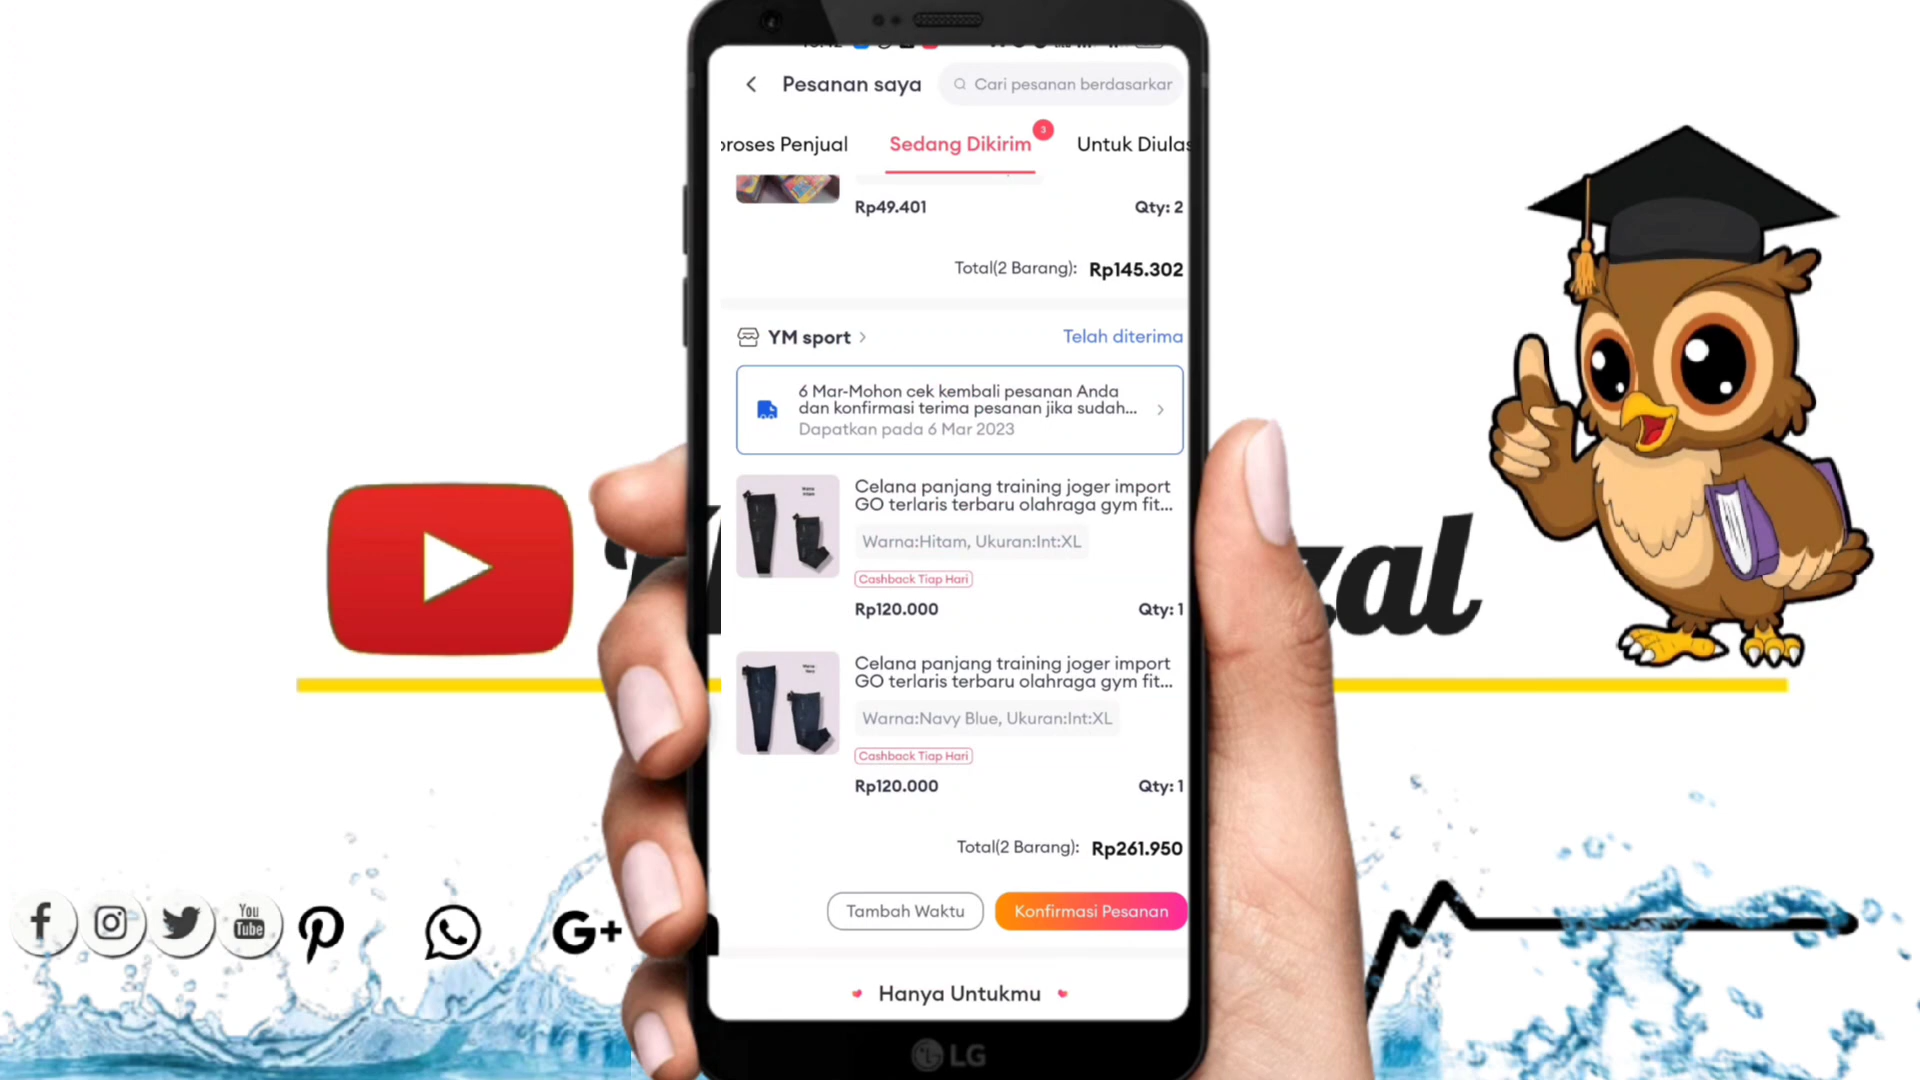 Pesanan saya
Cari pesanan berdasarkar
proses Penjual
Sedang Dikirim
3
Untuk Diulas
Rp49.401
Qty: 2
Total(2 Barang): Rp145.302
YM sport
Telah diterima
6 Mar-Mohon cek kembali pesanan Anda
dan konfirmasi terima pesanan jika sudah...
Dapatkan pada 6 Mar 2023
Celana panjang training joger import
GO terlaris terbaru olahraga gym fit...
Warna:Hitam, Ukuran:Int:XL
Cashback Tiap Hari
Rp120.000
Qty: 1
Celana panjang training joger import
GO terlaris terbaru olahraga gym fit...
Warna:Navy Blue, Ukuran:Int:XL
Cashback Tiap Hari
Rp120.000
Qty: 1
Total(2 Barang): Rp261.950
Tambah Waktu
Konfirmasi Pesanan
Hanya Untukmu
LG
zal
You
Tube
G+